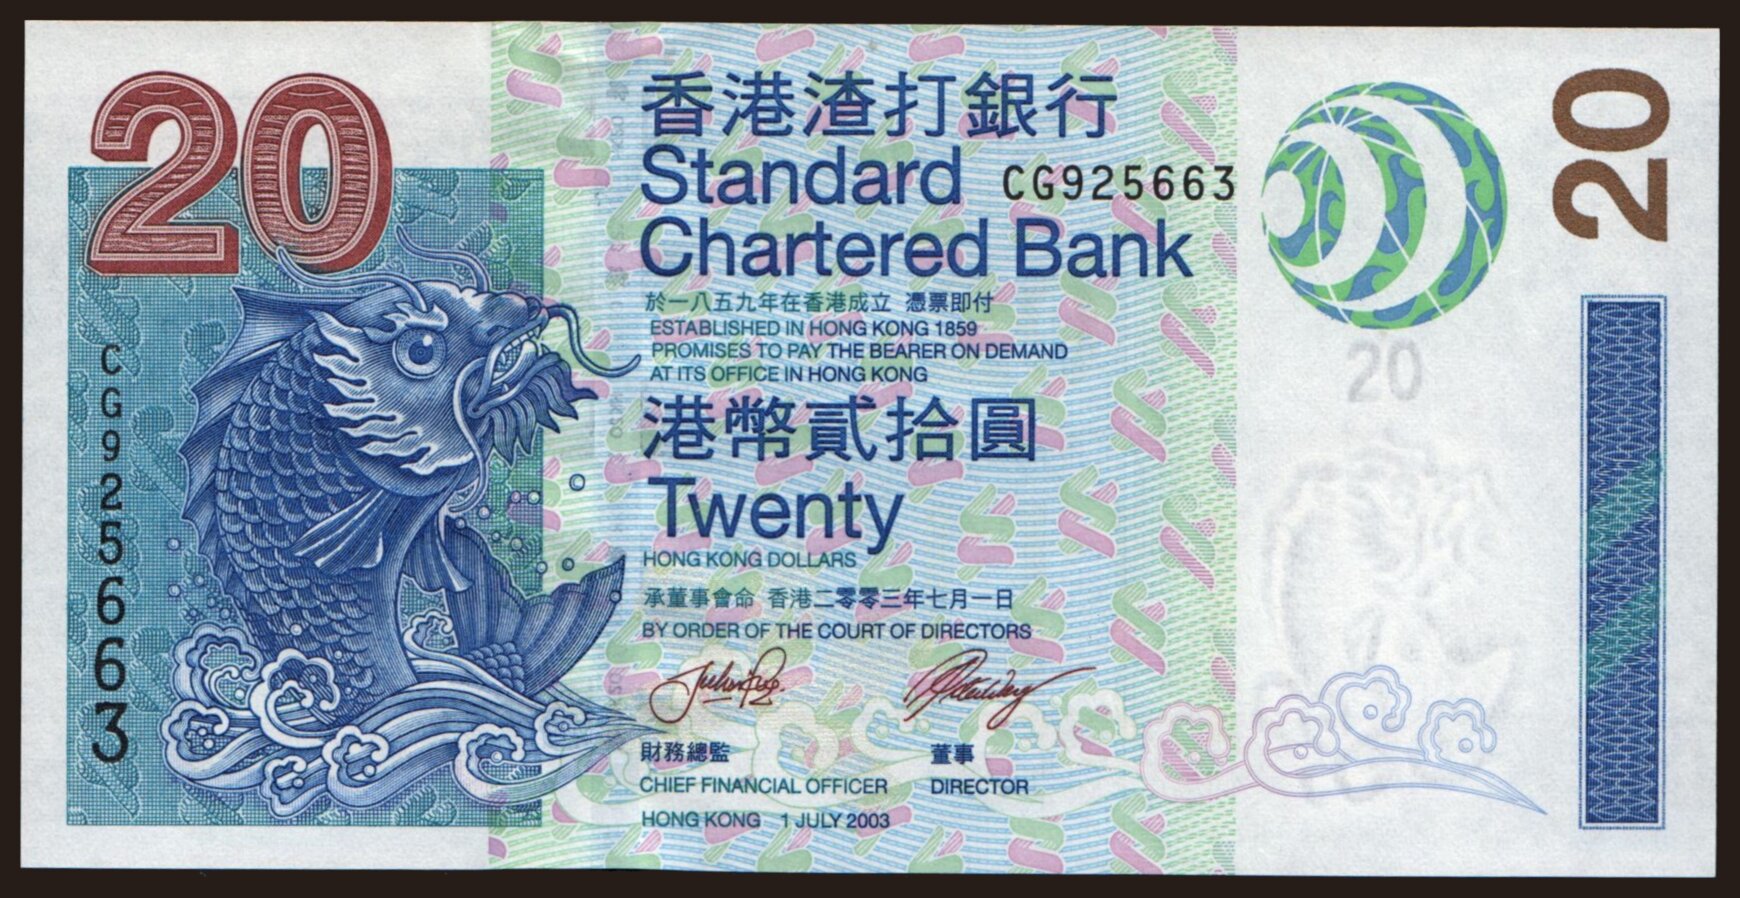 20
香港渣打銀行
Standard
CG925663
Chartered Bank
20
於一八五九年在香港成立 憑票即付
ESTABLISHED IN HONG KONG 1859
PROMISES TO PAY THE BEARER ON DEMAND
AT ITS OFFICE IN HONG KONG
20
CG925663
港幣貳拾圓
Twenty
HONG KONG DOLLARS
承董事會命 香港二零零三年七月一日
BY ORDER OF THE COURT OF DIRECTORS
財務總監 董事
CHIEF FINANCIAL OFFICER DIRECTOR
HONG KONG 1 JULY 2003